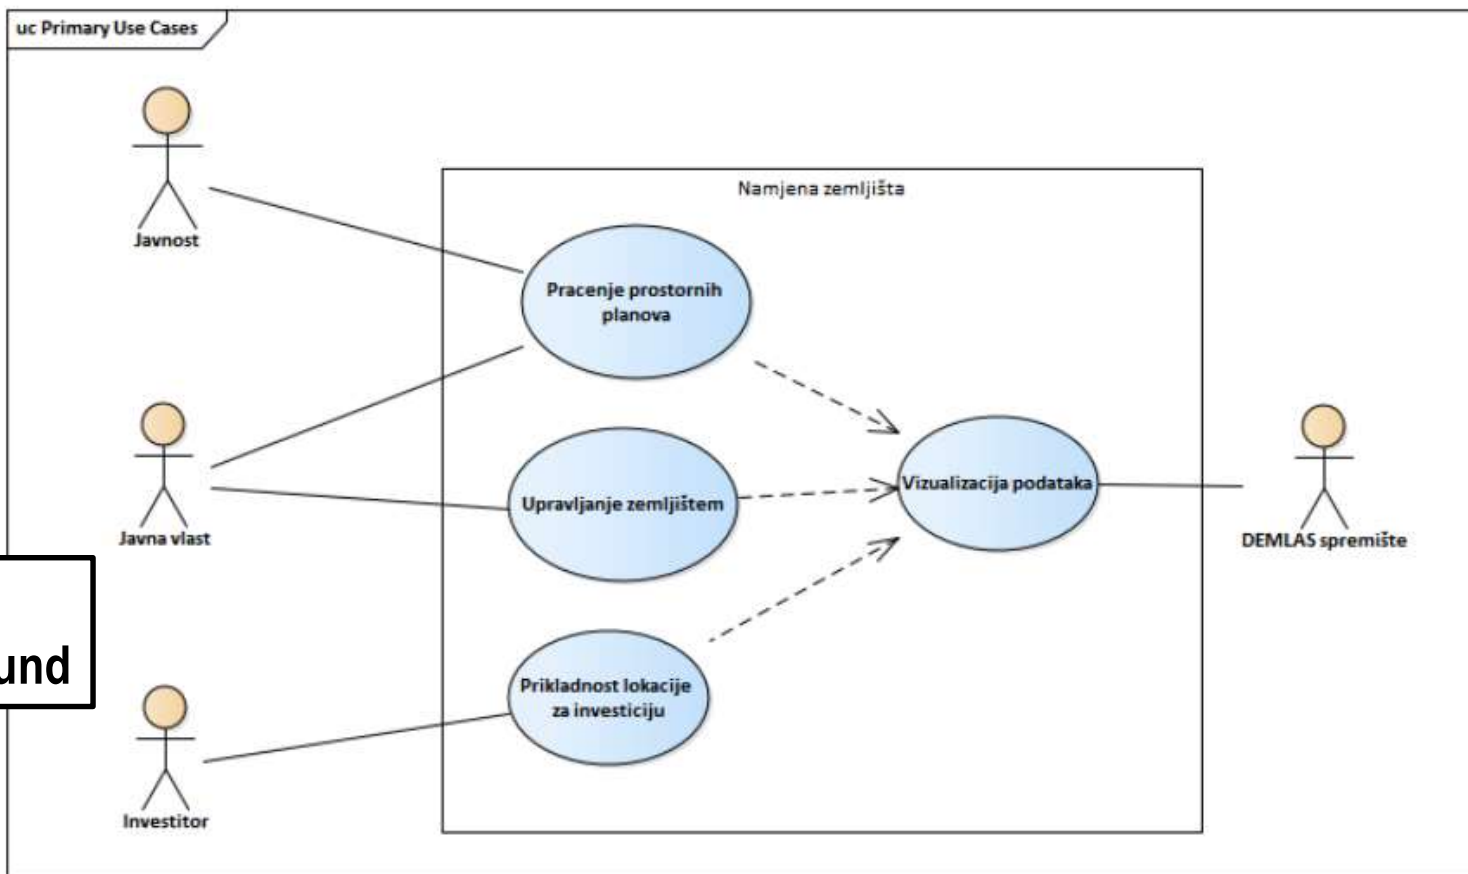 uc Primary Use Cases
Javnost
Namjena zemljišta
Pracenje prostornih
planova
Javna vlast
Upravljanje zemljištem
Vizualizacija podataka
DEMLAS spremište
und
Prikladnost lokacije
za investiciju
Investitor